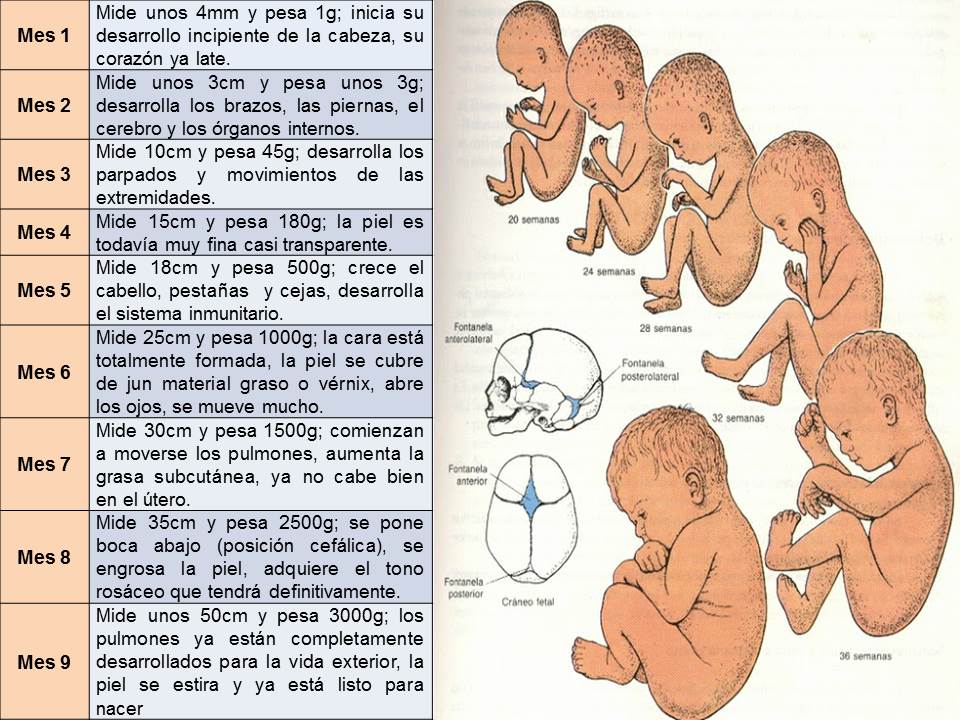 Mes 1
Mide unos 4mm y pesa 1g; inicia su
desarrollo incipiente de la cabeza, su
corazón ya late.
Mes 2
Mide unos 3cm y pesa unos 3g;
desarrolla los brazos, las piernas, el
cerebro y los órganos internos.
Mes 3
Mide 10cm y pesa 45g; desarrolla los
parpados y movimientos de las
extremidades.
Mes 4
Mide 15cm y pesa 180g; la piel es
todavía muy fina casi transparente.
Mes 5
Mide 18cm y pesa 500g; crece el
cabello, pestañas y cejas, desarrolla
el sistema inmunitario.
Mes 6
Mide 25cm y pesa 1000g; la cara está
totalmente formada, la piel se cubre
de jun material graso o vérnix, abre
los ojos, se mueve mucho.
Mes 7
Mide 30cm y pesa 1500g; comienzan
a moverse los pulmones, aumenta la
grasa subcutánea, ya no cabe bien
en el útero.
Mes 8
Mide 35cm y pesa 2500g; se pone
boca abajo (posición cefálica), se
engrosa la piel, adquiere el tono
rosáceo que tendrá definitivamente.
Mes 9
Mide unos 50cm y pesa 3000g; los
pulmones ya están completamente
desarrollados para la vida exterior, la
piel se estira y ya está listo para
nacer
20 semanas
24 semanas
28 semanas
32 semanas
36 semanas
Fontanela
anterolateral
Fontanela
posterolateral
Fontanela
anterior
Fontanela
posterior
Cráneo fetal